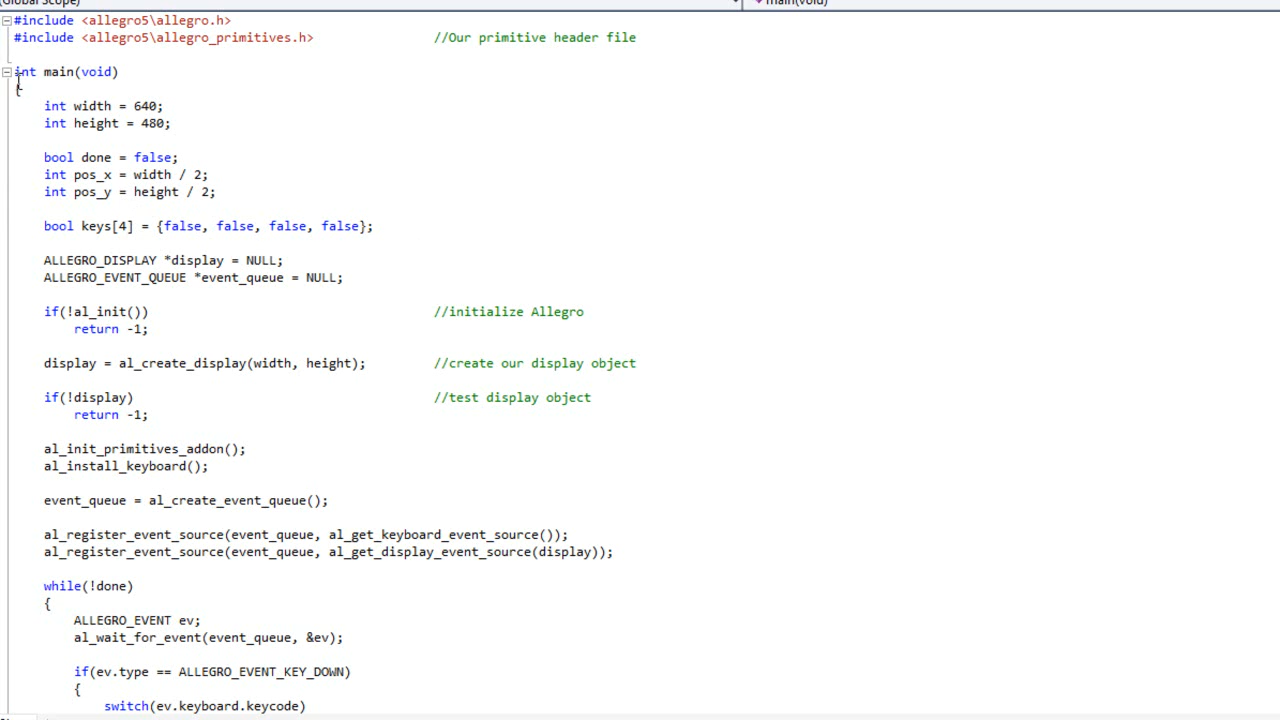 (Global Scope)
main(void)
#include <allegro5\allegro.h>
#include <allegro5\allegro_primitives.h> //Our primitive header file
int main(void)
{
int width = 640;
int height = 480;
bool done = false;
int pos_x = width / 2;
int pos_y = height / 2;
bool keys[4] = {false, false, false, false};
ALLEGRO_DISPLAY *display = NULL;
ALLEGRO_EVENT_QUEUE *event_queue = NULL;
if(!al_init()) //initialize Allegro
return -1;
display = al_create_display(width, height); //create our display object
if(!display) //test display object
return -1;
al_init_primitives_addon();
al_install_keyboard();
event_queue = al_create_event_queue();
al_register_event_source(event_queue, al_get_keyboard_event_source());
al_register_event_source(event_queue, al_get_display_event_source(display));
while(!done)
{
ALLEGRO_EVENT ev;
al_wait_for_event(event_queue, &ev);
if(ev.type == ALLEGRO_EVENT_KEY_DOWN)
{
switch(ev.keyboard.keycode)